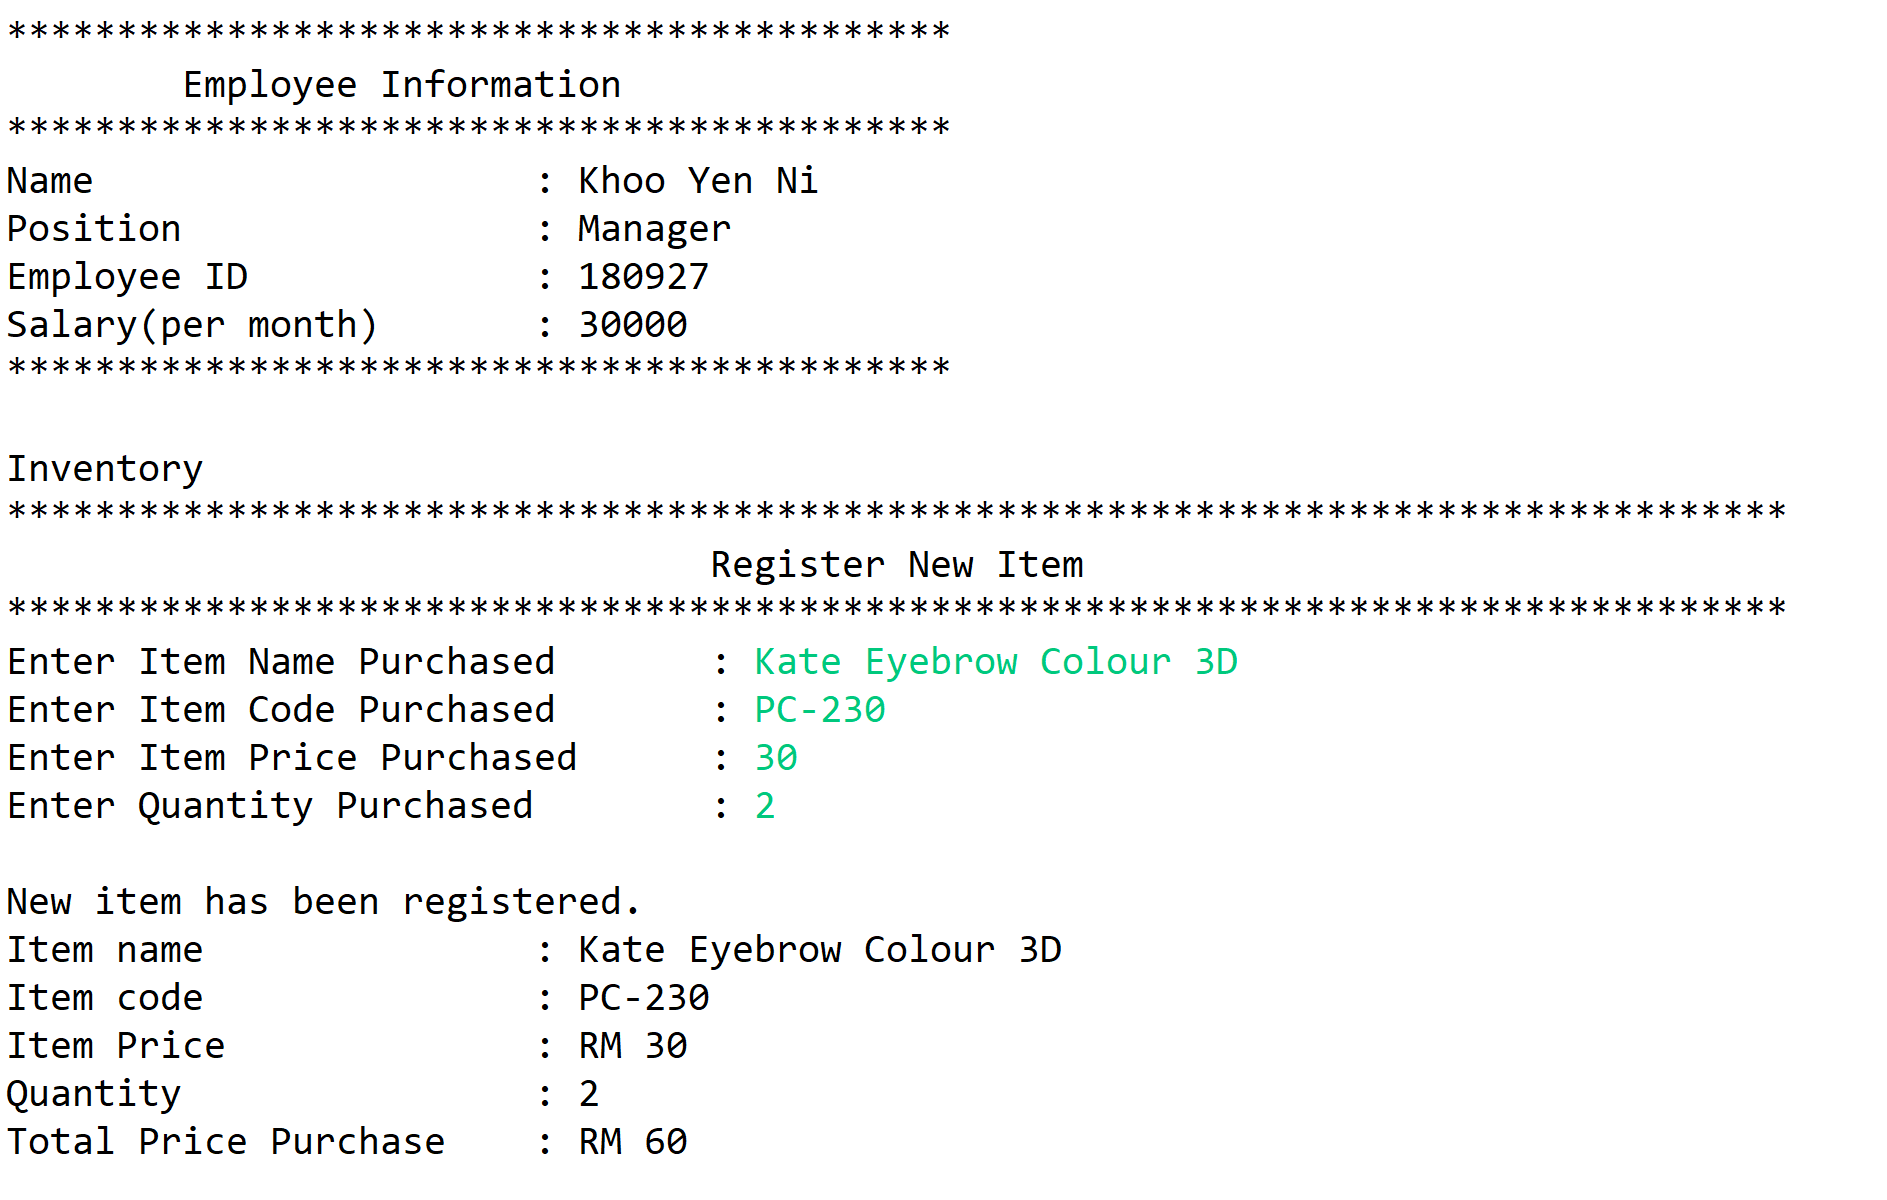 *******************************************
Employee Information
*******************************************
Name : Khoo Yen Ni
Position : Manager
Employee ID : 180927
Salary(per month) : 30000
*******************************************
Inventory
*********************************************************************************
Register New Item
*********************************************************************************
Enter Item Name Purchased : Kate Eyebrow Colour 3D
Enter Item Code Purchased : PC-230
Enter Item Price Purchased : 30
Enter Quantity Purchased : 2
New item has been registered.
Item name : Kate Eyebrow Colour 3D
Item code : PC-230
Item Price : RM 30
Quantity : 2
Total Price Purchase : RM 60